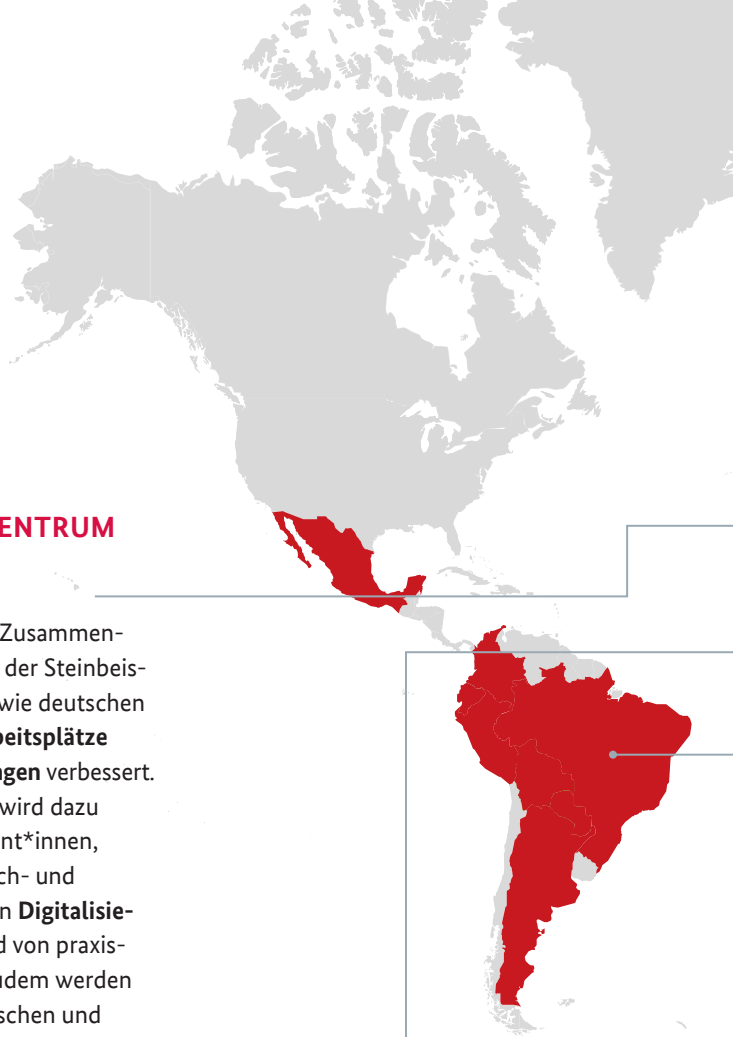 ENTRUM
Zusammen-
der Steinbeis-
wie deutschen
beitsplätze
gen verbessert.
wird dazu
nt*innen,
ch- und
n Digitalisie-
d von praxis-
udem werden
schen und